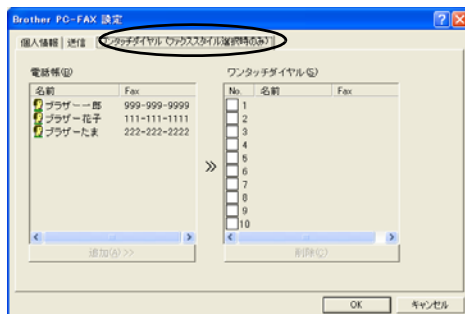 Brother PC-FAX 設定
個人情報 送信 ワンタッチダイヤル（ファクススタイル選択時のみ）
電話帳(B)
名前 Fax
ブラザー一郎 999-999-9999
ブラザー花子 111-111-1111
ブラザーたま 222-222-2222
追加(A) >>
»
ワンタッチダイヤル(S)
No. 名前 Fax
1
2
3
4
5
6
7
8
9
10
削除(C)
OK キャンセル